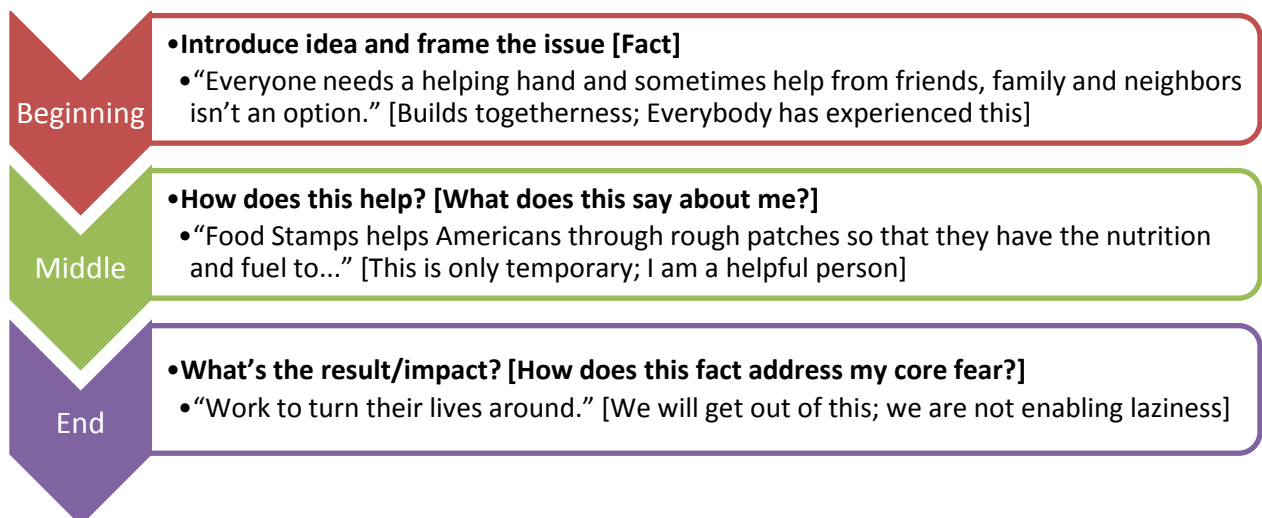 Beginning
•Introduce idea and frame the issue [Fact]
•“Everyone needs a helping hand and sometimes help from friends, family and neighbors
isn’t an option.” [Builds togetherness; Everybody has experienced this]
Middle
•How does this help? [What does this say about me?]
•“Food Stamps helps Americans through rough patches so that they have the nutrition
and fuel to...” [This is only temporary; I am a helpful person]
End
•What’s the result/impact? [How does this fact address my core fear?]
•“Work to turn their lives around.” [We will get out of this; we are not enabling laziness]